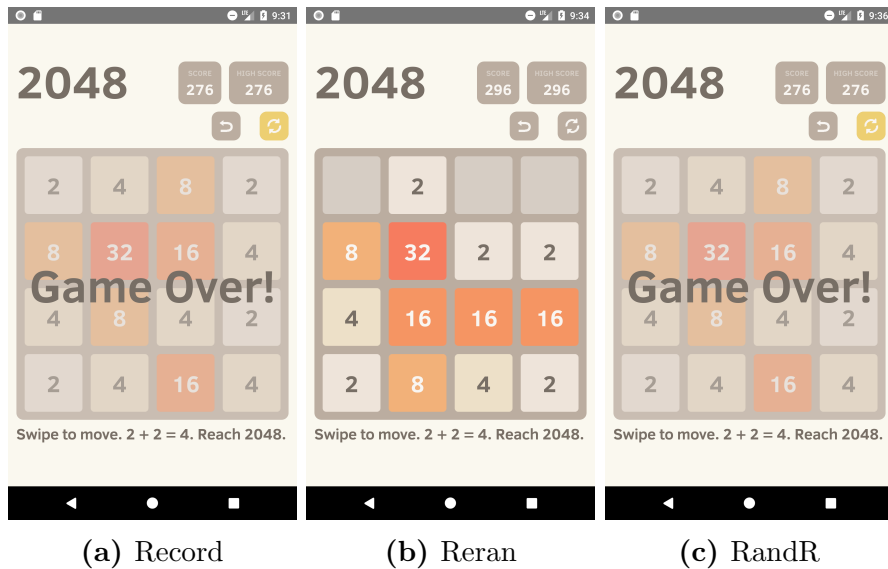 LTE 9:31
2048 SCORE 276 HIGH SCORE 276
2 4 8 2
8 32 16 4
4 8 4 2
2 4 16 4
Game Over!
Swipe to move. 2 + 2 = 4. Reach 2048.
(a) Record
LTE 9:34
2048 SCORE 296 HIGH SCORE 296
2
8 32 2 2
4 16 16 16
2 8 4 2
Swipe to move. 2 + 2 = 4. Reach 2048.
(b) Reran
LTE 9:36
2048 SCORE 276 HIGH SCORE 276
2 4 8 2
8 32 16 4
4 8 4 2
2 4 16 4
Game Over!
Swipe to move. 2 + 2 = 4. Reach 2048.
(c) RandR